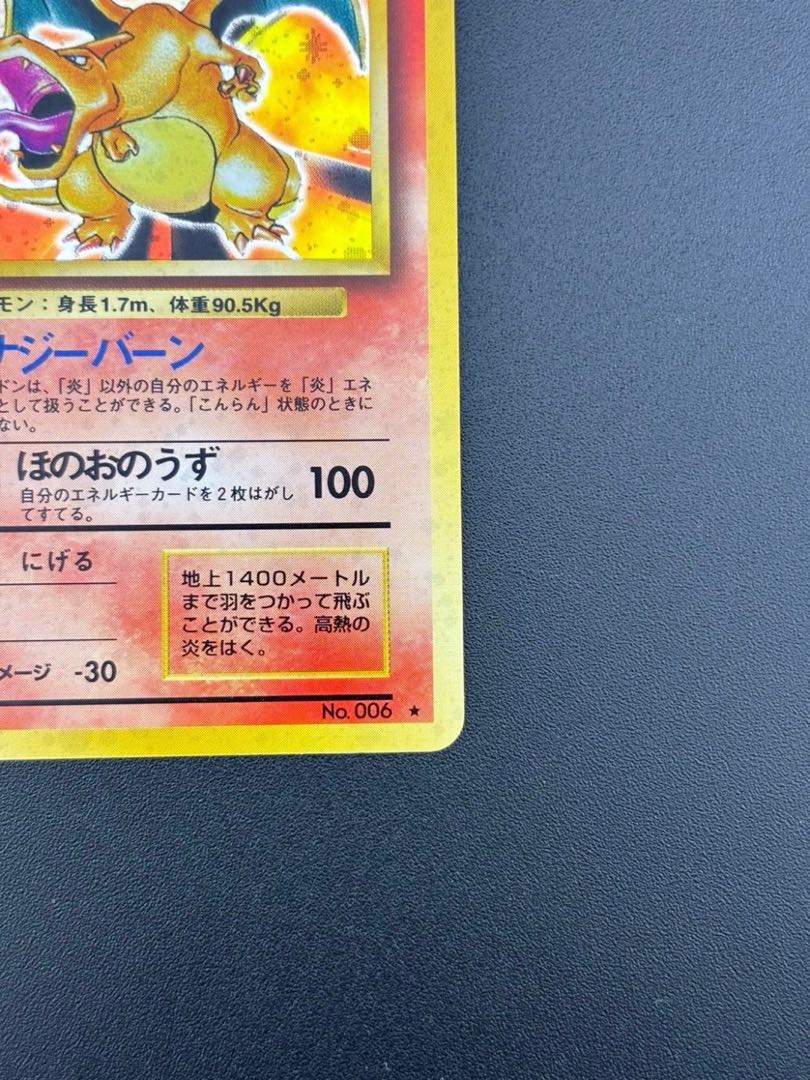 モン：身長1.7m、体重90.5Kg
ナジーバーン
ドンは、「炎」以外の自分のエネルギーを「炎」エネ
として扱うことができる。「こんらん」状態のときに
ない。
ほのおのうず 100
自分のエネルギーカードを2枚はがし
てすてる。
にげる
地上1400メートル
まで羽をつかって飛ぶ
ことができる。高熱の
炎をはく。
メージ -30
No. 006 ★